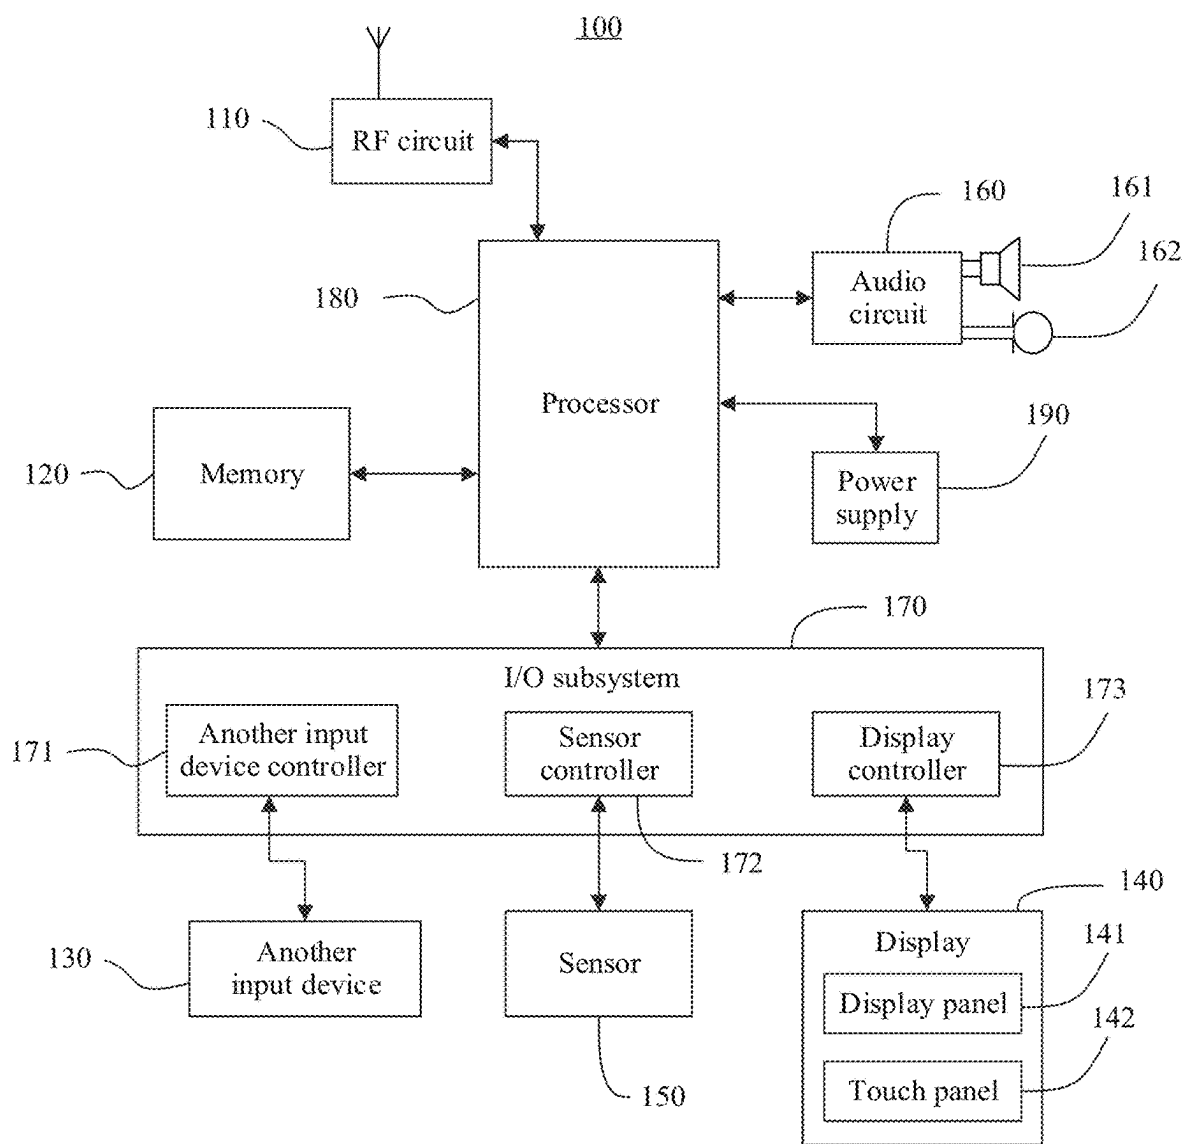 100
110
RF circuit
160
161
162
180
Audio
circuit
Processor
190
120
Memory
Power
supply
170
I/O subsystem
173
171
Another input
device controller
Sensor
controller
Display
controller
172
140
130
Another
input device
Sensor
Display
141
Display panel
142
Touch panel
150